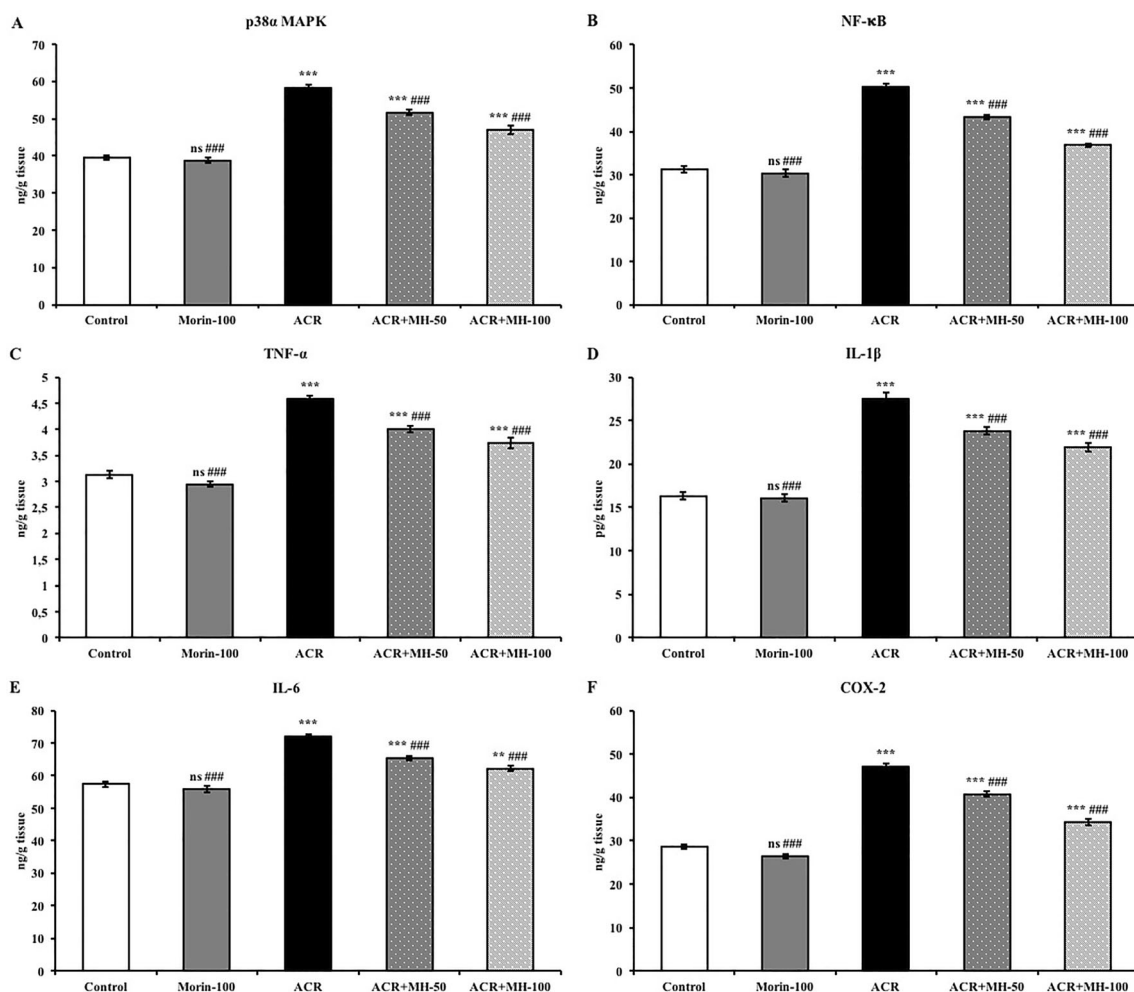 A
p38α MAPK
70
60
50
40
30
20
10
0
ng/g tissue
ns ###
***
*** ###
*** ###
Control Morin-100 ACR ACR+MH-50 ACR+MH-100
B
NF-κB
60
50
40
30
20
10
0
ng/g tissue
ns ###
***
*** ###
*** ###
Control Morin-100 ACR ACR+MH-50 ACR+MH-100
C
TNF-α
5
4,5
4
3,5
3
2,5
2
1,5
1
0,5
0
ng/g tissue
ns ###
***
*** ###
*** ###
Control Morin-100 ACR ACR+MH-50 ACR+MH-100
D
IL-1β
30
25
20
15
10
5
0
pg/g tissue
ns ###
***
*** ###
*** ###
Control Morin-100 ACR ACR+MH-50 ACR+MH-100
E
IL-6
80
70
60
50
40
30
20
10
0
ng/g tissue
ns ###
***
*** ###
** ###
Control Morin-100 ACR ACR+MH-50 ACR+MH-100
F
COX-2
60
50
40
30
20
10
0
ng/g tissue
ns ###
***
*** ###
*** ###
Control Morin-100 ACR ACR+MH-50 ACR+MH-100